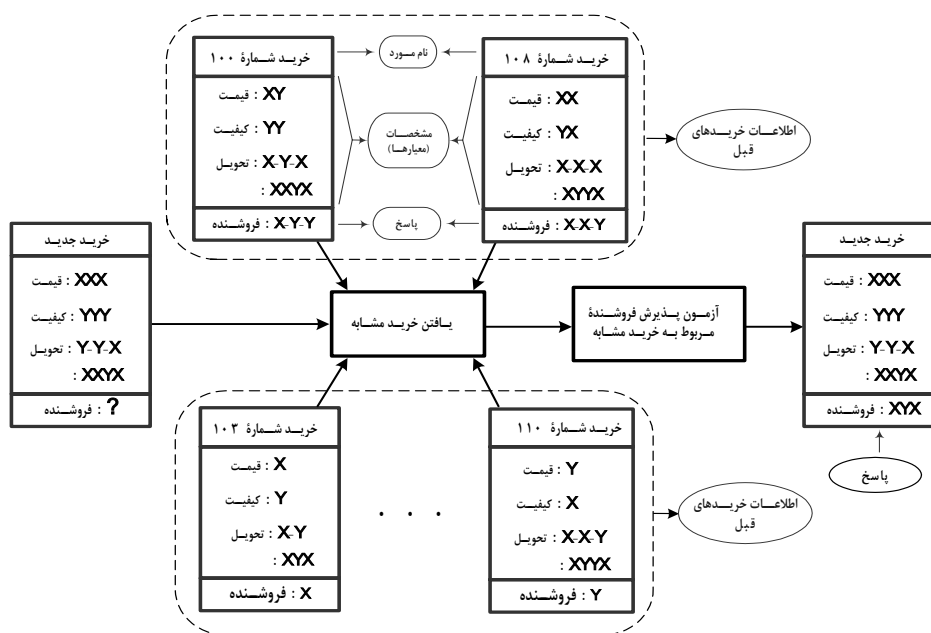 خرید شمارهٔ ۱۰۸
قیمت : XX
کیفیت : YX
تحویل : X-X-X
: XYYX
فروشنده : X-X-Y
نام مورد
مشخصات
(معیارها)
پاسخ
خرید شمارهٔ ۱۰۰
قیمت : XY
کیفیت : YY
تحویل : X-Y-X
: XXYX
فروشنده : X-Y-Y
اطلاعات خریدهای
قبل
خرید جدید
قیمت : XXX
کیفیت : YYY
تحویل : Y-Y-X
: XXYX
فروشنده : ?
یافتن خرید مشابه
آزمون پذیرش فروشندهٔ
مربوط به خرید مشابه
خرید جدید
قیمت : XXX
کیفیت : YYY
تحویل : Y-Y-X
: XXYX
فروشنده : XYX
پاسخ
خرید شمارهٔ ۱۱۰
قیمت : Y
کیفیت : X
تحویل : X-X-Y
: XYYX
فروشنده : Y
. . .
خرید شمارهٔ ۱۰۳
قیمت : X
کیفیت : Y
تحویل : X-Y
: XYX
فروشنده : X
اطلاعات خریدهای
قبل